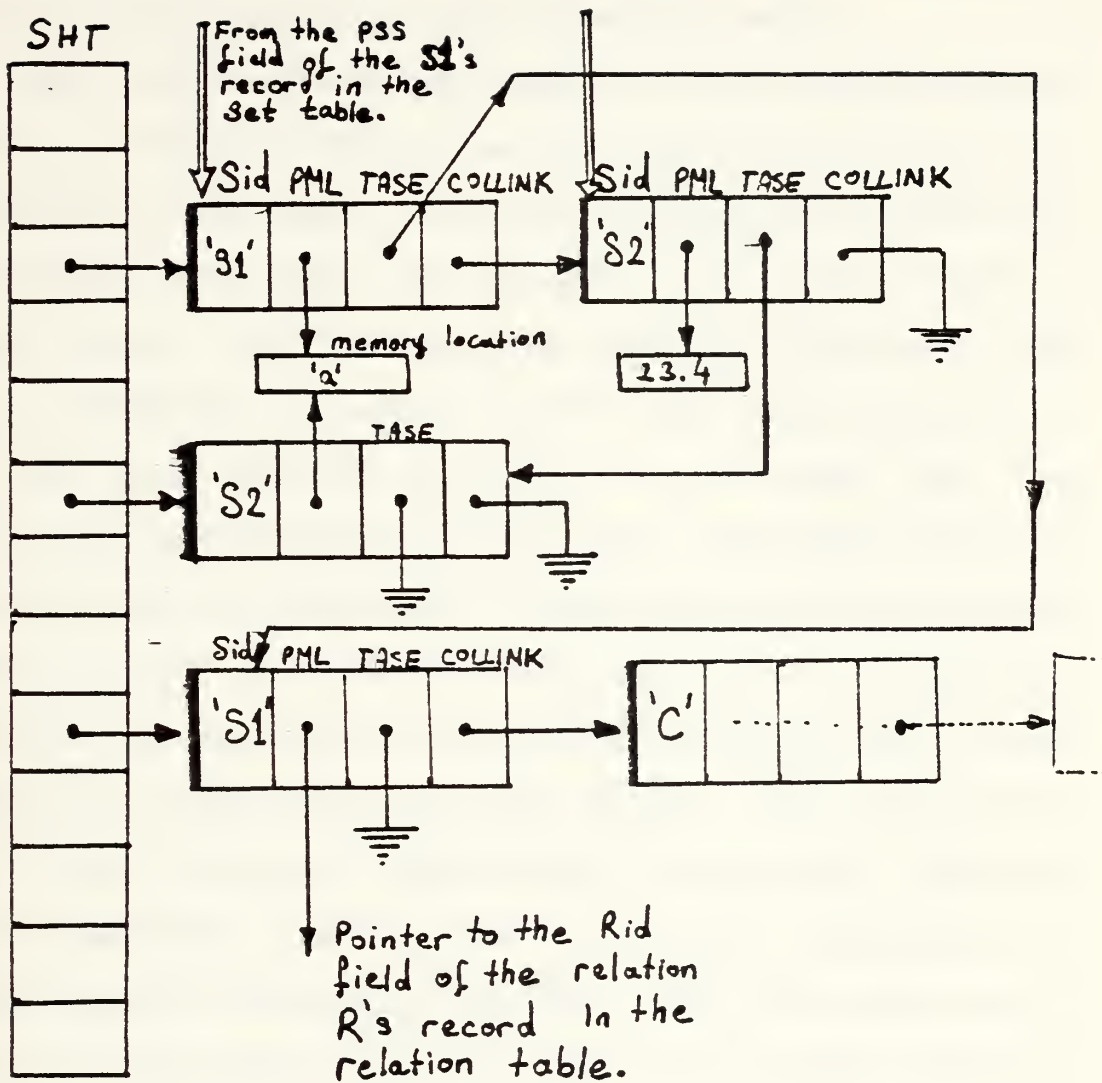 SHT
From the PSS
field of the S1's
record in the
Set table.
Sid PML TASE COLLINK
Sid PML TASE COLLINK
'S1'
'S2'
memory location
'a'
23.4
TASE
'S2'
Sid PML TASE COLLINK
'S1'
'C'
Pointer to the Rid
field of the relation
R's record In the
relation table.